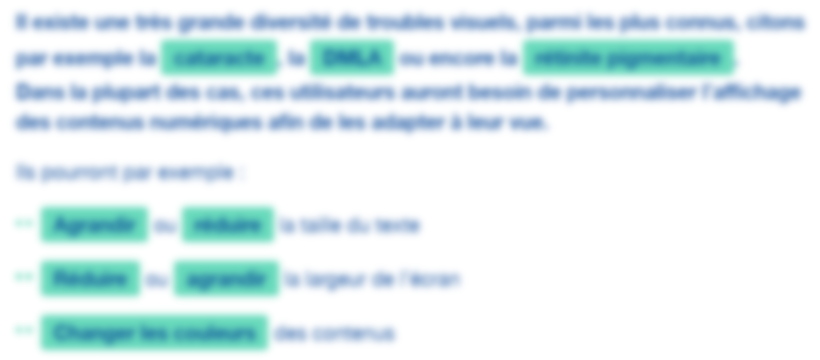 Il existe une très grande diversité de troubles visuels, parmi les plus connus, citons
par exemple la cataracte, la DMLA ou encore la rétinite pigmentaire.
Dans la plupart des cas, ces utilisateurs auront besoin de personnaliser l'affichage
des contenus numériques afin de les adapter à leur vue.
Ils pourront par exemple :
Agrandir ou réduire la taille du texte
Réduire ou agrandir la largeur de l'écran
Changer les couleurs des contenus